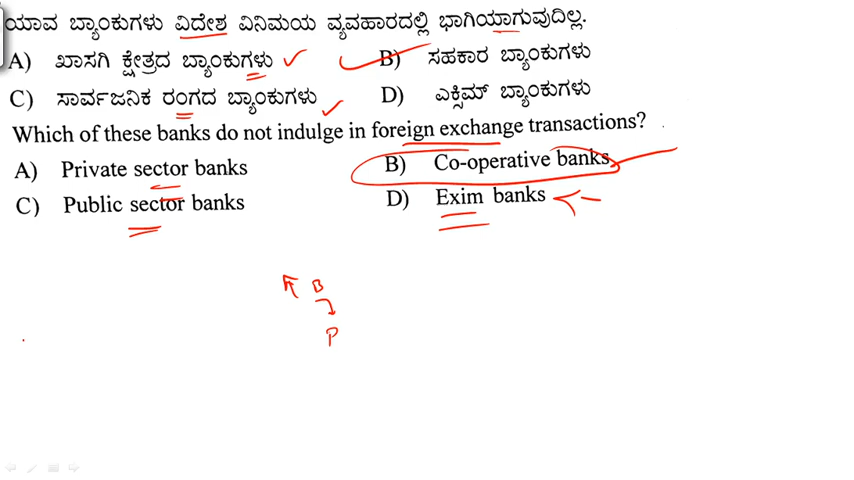 ಯಾವ ಬ್ಯಾಂಕುಗಳು ವಿದೇಶ ವಿನಿಮಯ ವ್ಯವಹಾರದಲ್ಲಿ ಭಾಗಿಯಾಗುವುದಿಲ್ಲ.
A) ಖಾಸಗಿ ಕ್ಷೇತ್ರದ ಬ್ಯಾಂಕುಗಳು B) ಸಹಕಾರ ಬ್ಯಾಂಕುಗಳು
C) ಸಾರ್ವಜನಿಕ ರಂಗದ ಬ್ಯಾಂಕುಗಳು D) ಎಕ್ಸಿಮ್ ಬ್ಯಾಂಕುಗಳು
Which of these banks do not indulge in foreign exchange transactions?
A) Private sector banks B) Co-operative banks
C) Public sector banks D) Exim banks
B
P